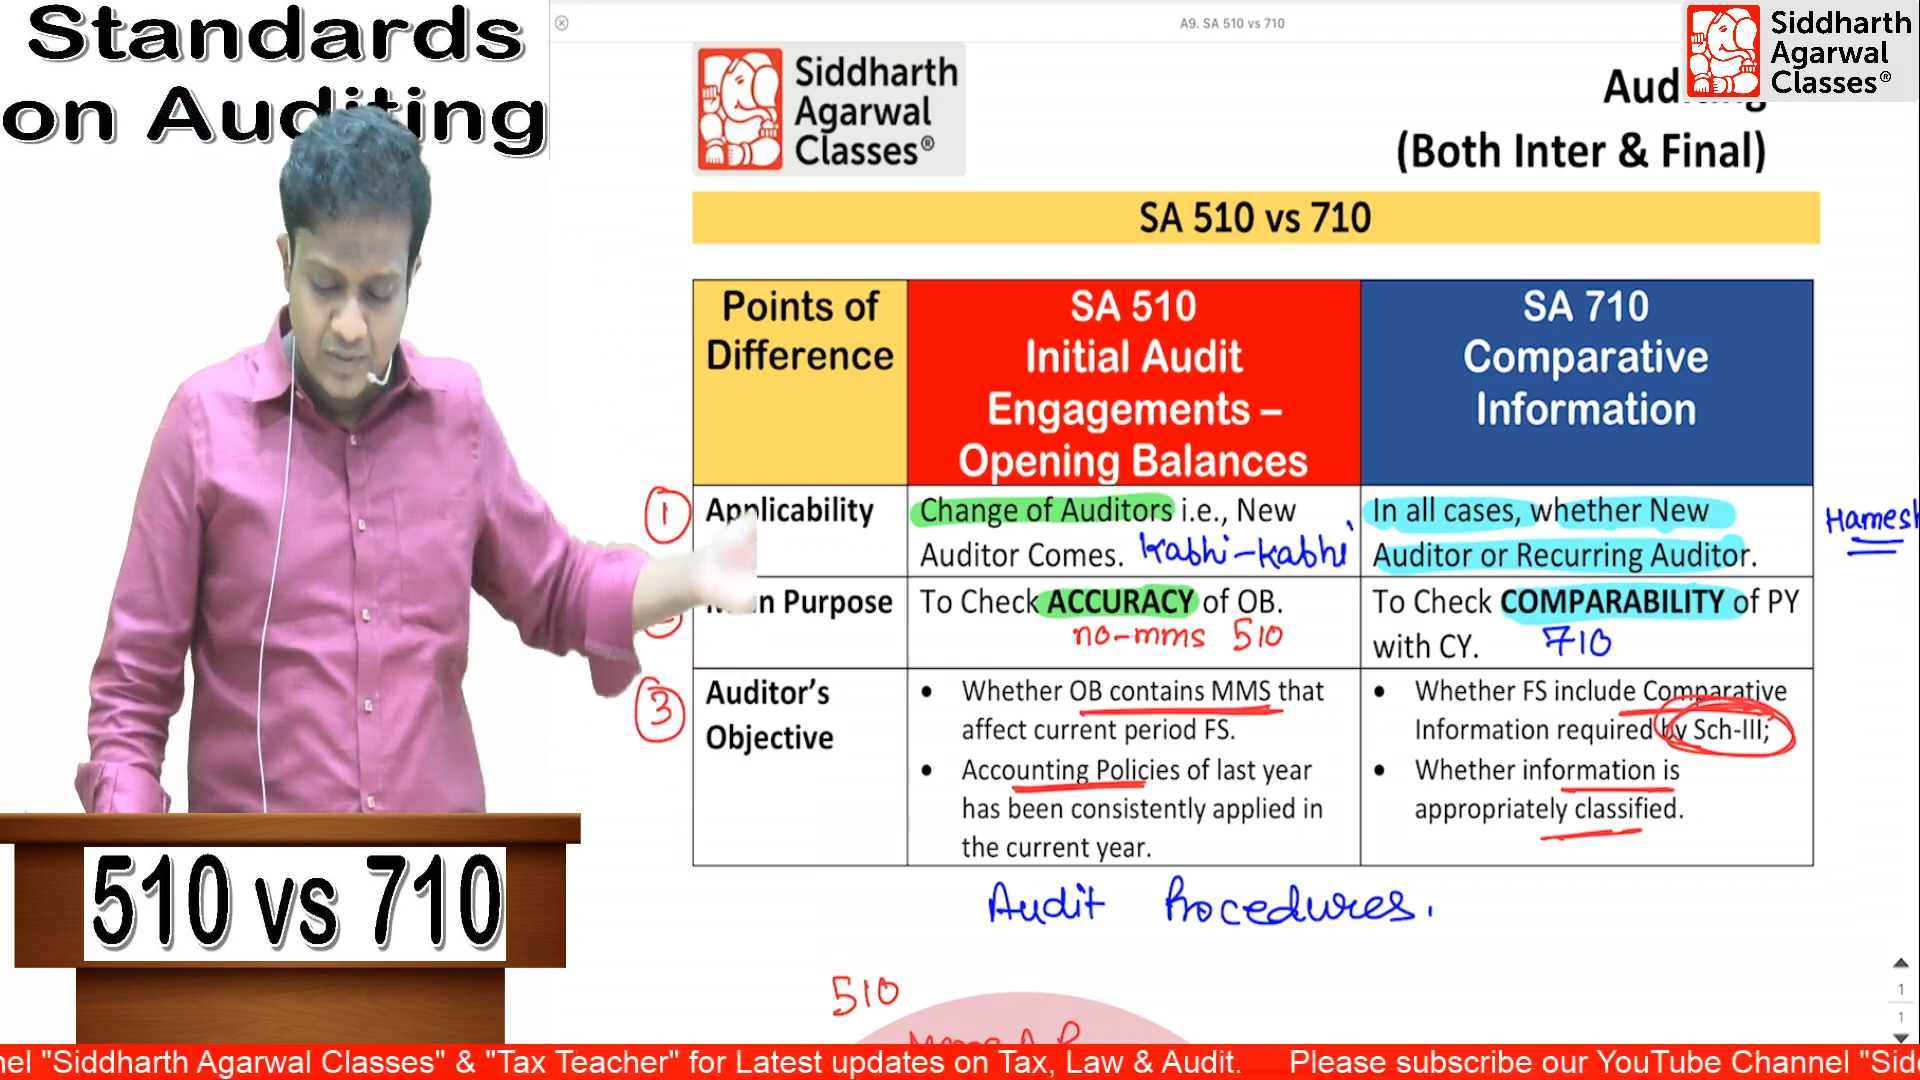 Standards
on Auditing
A9. SA 510 vs 710
Siddharth
Agarwal
Classes®
Siddharth
Agarwal
Classes®
Auditing
(Both Inter & Final)
SA 510 vs 710
Points of
Difference
SA 510
Initial Audit
Engagements –
Opening Balances
SA 710
Comparative
Information
1
Applicability
Change of Auditors i.e., New
Auditor Comes. Kabhi-Kabhi
In all cases, whether New
Auditor or Recurring Auditor.
Hamesh
Purpose
To Check ACCURACY of OB.
no-mms 510
To Check COMPARABILITY of PY
with CY. 710
3
Auditor's
Objective
• Whether OB contains MMS that
affect current period FS.
• Accounting Policies of last year
has been consistently applied in
the current year.
• Whether FS include Comparative
Information required by Sch-III;
• Whether information is
appropriately classified.
Audit Procedures.
510
510 vs 710
1
1
nel "Siddharth Agarwal Classes" & "Tax Teacher" for Latest updates on Tax, Law & Audit. Please subscribe our YouTube Channel "Sid